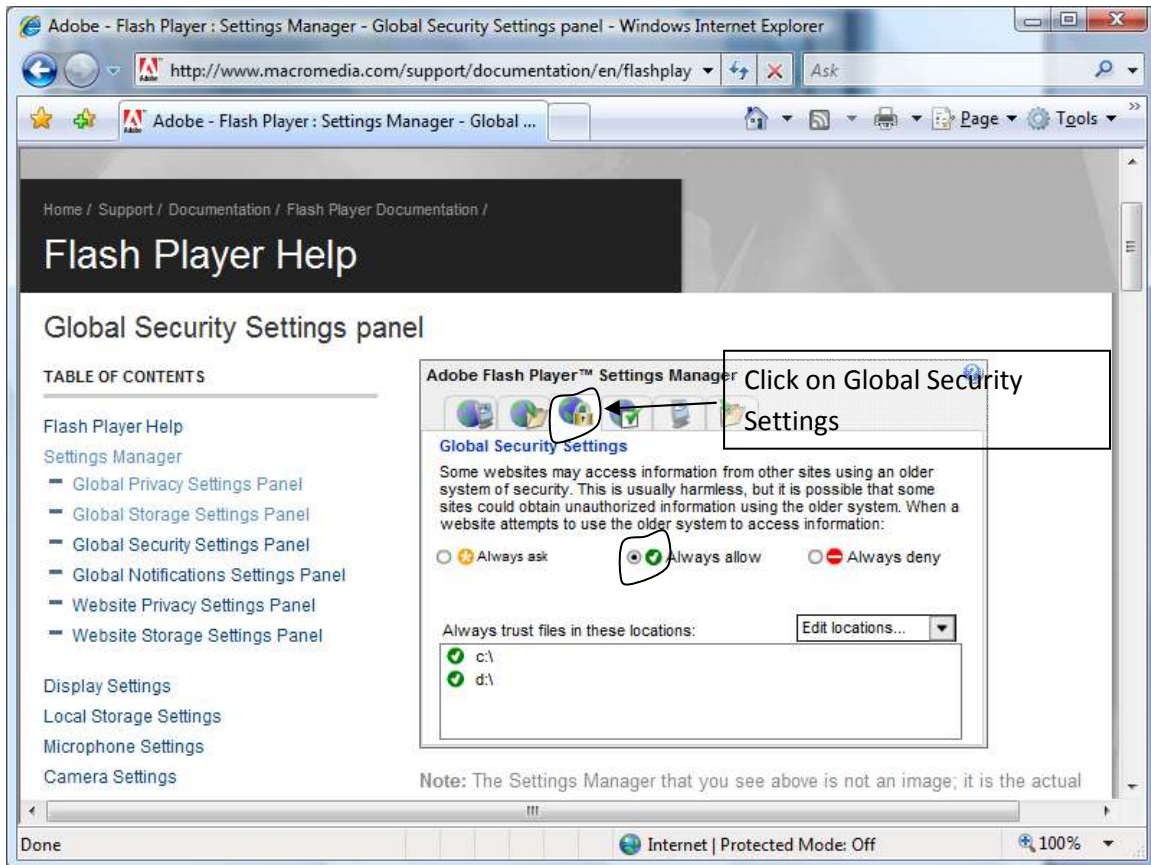 Adobe - Flash Player : Settings Manager - Global Security Settings panel - Windows Internet Explorer
http://www.macromedia.com/support/documentation/en/flashplay
Ask
Adobe - Flash Player : Settings Manager - Global ...
Page
Tools
Home / Support / Documentation / Flash Player Documentation /
Flash Player Help
Global Security Settings panel
TABLE OF CONTENTS
Flash Player Help
Settings Manager
Global Privacy Settings Panel
Global Storage Settings Panel
Global Security Settings Panel
Global Notifications Settings Panel
Website Privacy Settings Panel
Website Storage Settings Panel
Display Settings
Local Storage Settings
Microphone Settings
Camera Settings
Adobe Flash Player™ Settings Manager
Click on Global Security
Settings
Global Security Settings
Some websites may access information from other sites using an older
system of security. This is usually harmless, but it is possible that some
sites could obtain unauthorized information using the older system. When a
website attempts to use the older system to access information:
Always ask
Always allow
Always deny
Always trust files in these locations:
Edit locations...
c:\
d:\
Note: The Settings Manager that you see above is not an image; it is the actual
Done
Internet | Protected Mode: Off
100%